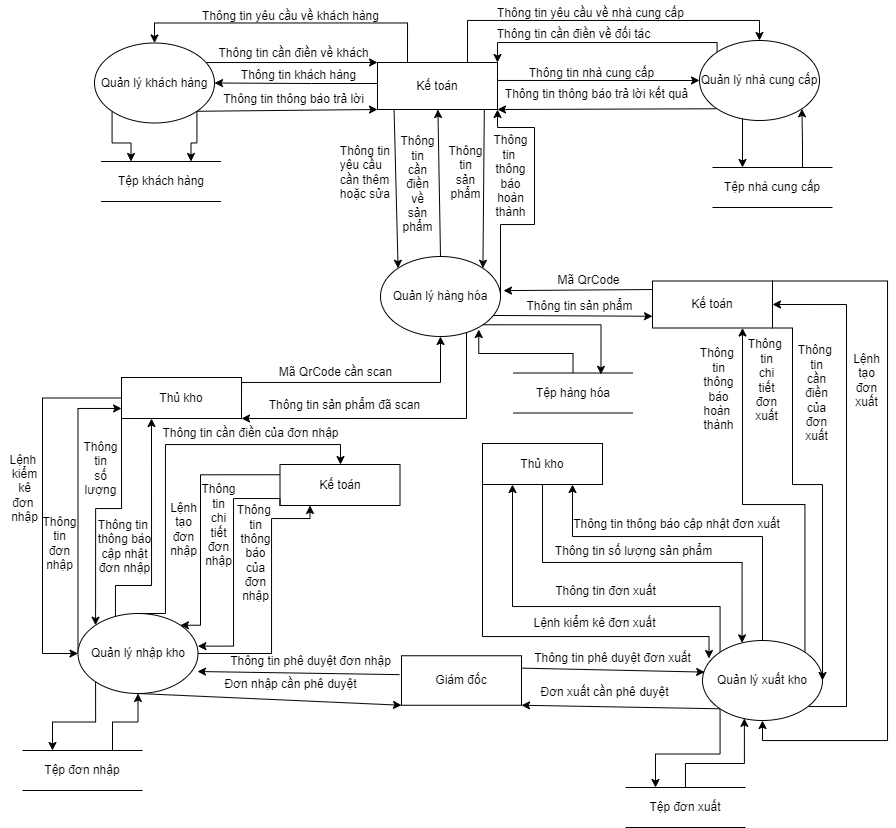 Thông tin yêu cầu về khách hàng
Thông tin yêu cầu về nhà cung cấp
Thông tin cần điền về đối tác
Thông tin cần điền về khách
Quản lý khách hàng
Thông tin khách hàng
Kế toán
Thông tin nhà cung cấp
Quản lý nhà cung cấp
Thông tin thông báo trả lời
Thông tin thông báo trả lời kết quả
Tệp khách hàng
Tệp nhà cung cấp
Thông tin
yêu cầu
cần thêm
hoặc sửa
Thông
tin
cần
điền
về
sản
phẩm
Thông
tin
sản
phẩm
Thông
tin
thông
báo
hoàn
thành
Quản lý hàng hóa
Mã QrCode
Thông tin sản phẩm
Kế toán
Tệp hàng hóa
Thông
tin
thông
báo
hoàn
thành
Thông
tin
chi
tiết
đơn
xuất
Thông
tin
cần
điền
của
đơn
xuất
Lệnh
tạo
đơn
xuất
Mã QrCode cần scan
Thủ kho
Thông tin sản phẩm đã scan
Thông tin cần điền của đơn nhập
Lệnh
kiểm
kê
đơn
nhập
Thông
tin
đơn
nhập
Thông
tin
số
lượng
Thông tin
thông báo
cập nhật
đơn nhập
Lệnh
tạo
đơn
nhập
Thông
tin
chi
tiết
đơn
nhập
Thông
tin
thông
báo
của đơn
nhập
Kế toán
Thủ kho
Thông tin thông báo cập nhật đơn xuất
Thông tin số lượng sản phẩm
Thông tin đơn xuất
Lệnh kiểm kê đơn xuất
Quản lý nhập kho
Thông tin phê duyệt đơn nhập
Đơn nhập cần phê duyệt
Giám đốc
Thông tin phê duyệt đơn xuất
Đơn xuất cần phê duyệt
Quản lý xuất kho
Tệp đơn nhập
Tệp đơn xuất